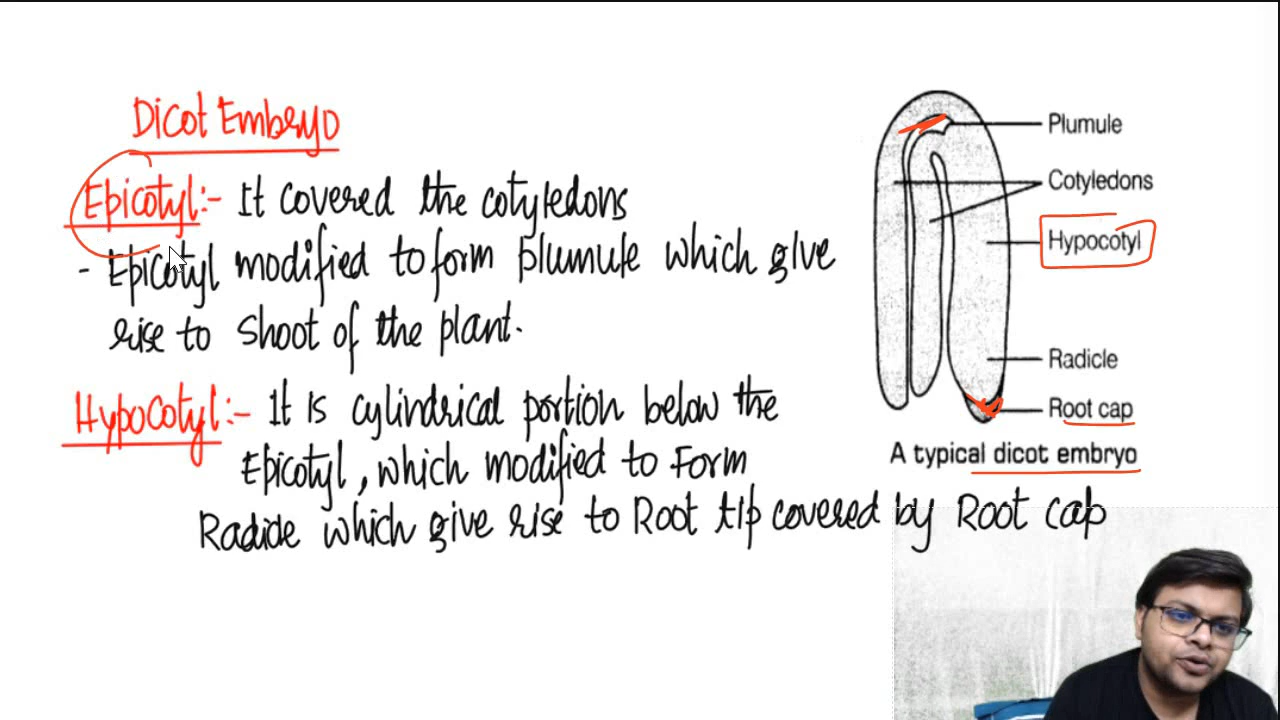 Dicot Embryo
Epicotyl:- It covered the cotyledons
- Epicotyl modified to form plumule which give
rise to shoot of the plant.
Hypocotyl:- It is cylindrical portion below the
Epicotyl, which modified to form
Radicle which give rise to Root tip covered by Root cap
Plumule
Cotyledons
Hypocotyl
Radicle
Root cap
A typical dicot embryo